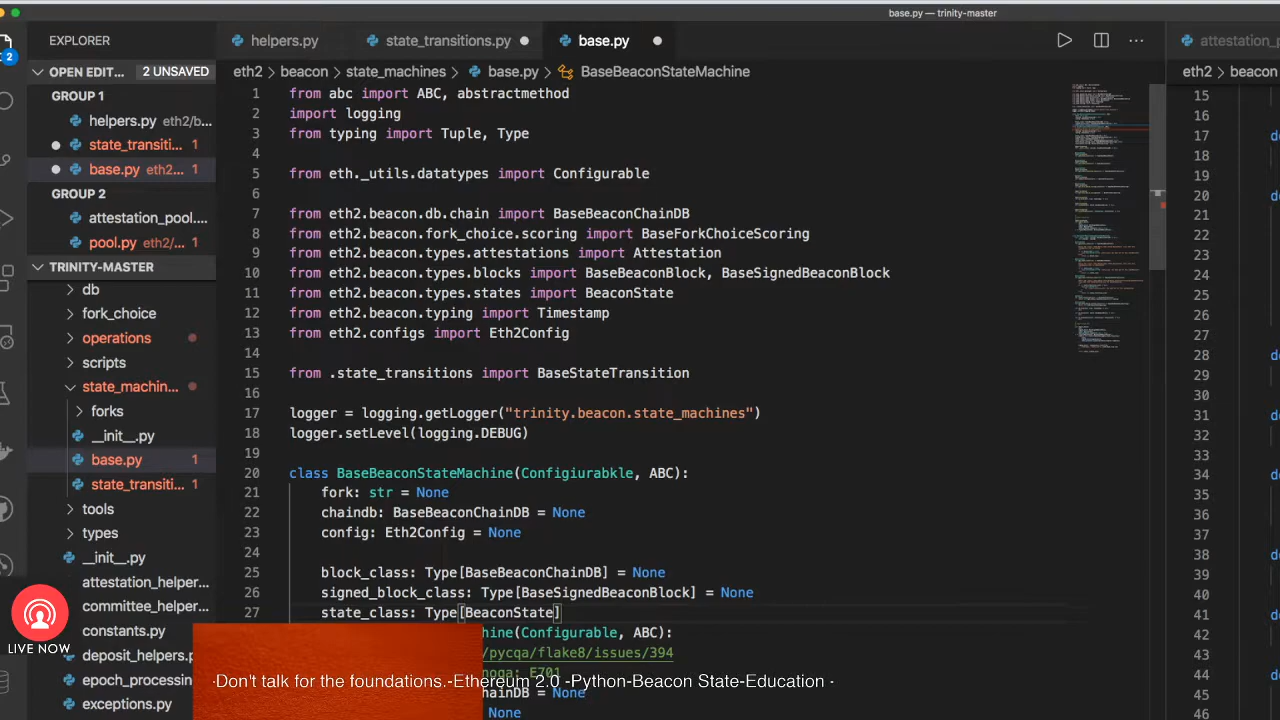 base.py — trinity-master
EXPLORER
helpers.py
state_transitions.py
base.py
attestation_p
2
OPEN EDIT... 2 UNSAVED
GROUP 1
helpers.py eth2/b...
state_transiti... 1
base.py eth2... 1
GROUP 2
attestation_pool....
pool.py eth2/... 1
TRINITY-MASTER
db
fork_choice
operations
scripts
state_machin...
forks
__init__.py
base.py 1
state_transiti... 1
tools
types
__init__.py
attestation_helper...
committee_helper...
constants.py
deposit_helpers.p
epoch_processin
exceptions.py
eth2 > beacon > state_machines > base.py > BaseBeaconStateMachine
1 from abc import ABC, abstractmethod
2 import logging
3 from typing import Tuple, Type
4
5 from eth._utils.datatypes import Configurable
6
7 from eth2.beacon.db.chain import BaseBeaconChainDB
8 from eth2.beacon.fork_choice.scoring import BaseForkChoiceScoring
9 from eth2.beacon.types.attestations import Attestation
10 from eth2.beacon.types.blocks import BaseBeaconBlock, BaseSignedBeaconBlock
11 from eth2.beacon.types.states import BeaconState
12 from eth2.beacon.typing import Timestamp
13 from eth2.configs import Eth2Config
14
15 from .state_transitions import BaseStateTransition
16
17 logger = logging.getLogger("trinity.beacon.state_machines")
18 logger.setLevel(logging.DEBUG)
19
20 class BaseBeaconStateMachine(Configiurabkle, ABC):
21 fork: str = None
22 chaindb: BaseBeaconChainDB = None
23 config: Eth2Config = None
24
25 block_class: Type[BaseBeaconChainDB] = None
26 signed_block_class: Type[BaseSignedBeaconBlock] = None
27 state_class: Type[BeaconState]
hine(Configurable, ABC):
/pycqa/flake8/issues/394
noqa: E701
nDB = None
None
eth2 > beacon
15
16
17 de
18
19
20 de
21
22
23
24
25
26
27
28 de
29
30
31 de
32
33
34 de
35
36
37
38 de
39
40
41 de
42
43
44 de
45
46
LIVE NOW
·Don't talk for the foundations.-Ethereum 2.0 -Python-Beacon State-Education ·